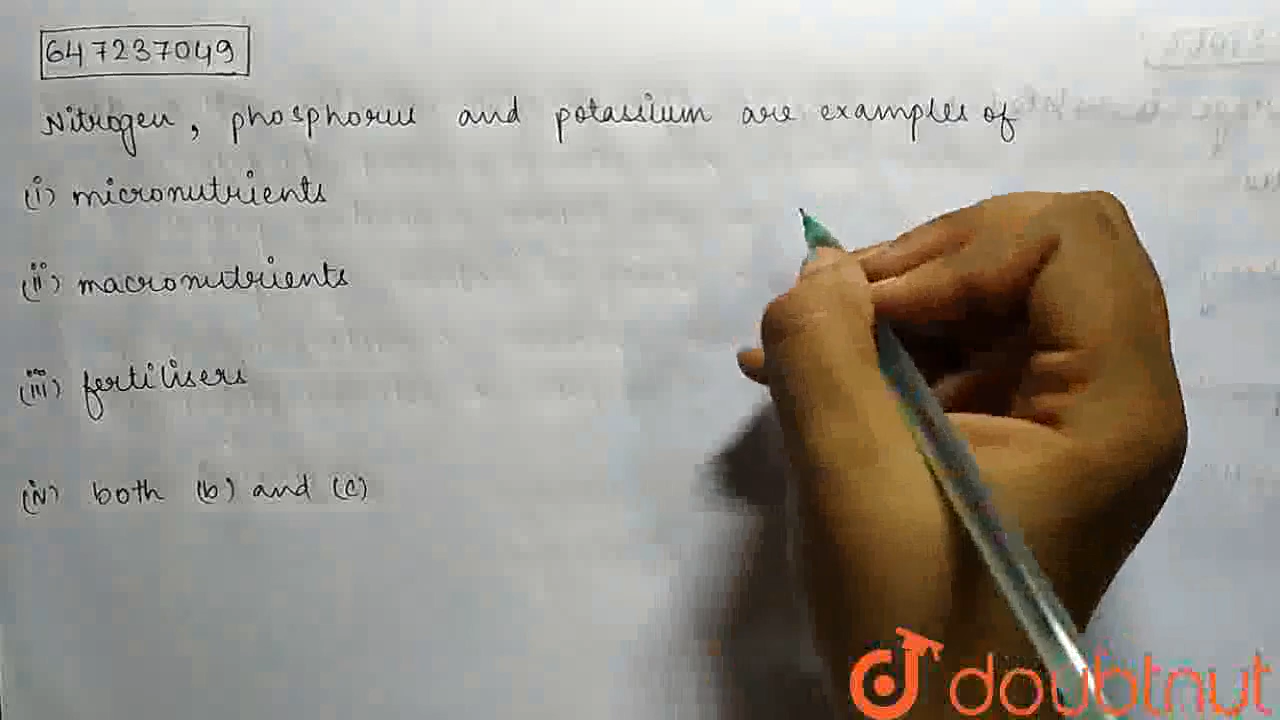 647237049
Nitrogen, phosphorus and potassium are examples of
(i) micronutrients
(ii) macronutrients
(iii) fertilisers
(iv) both (b) and (c)
doubtnut